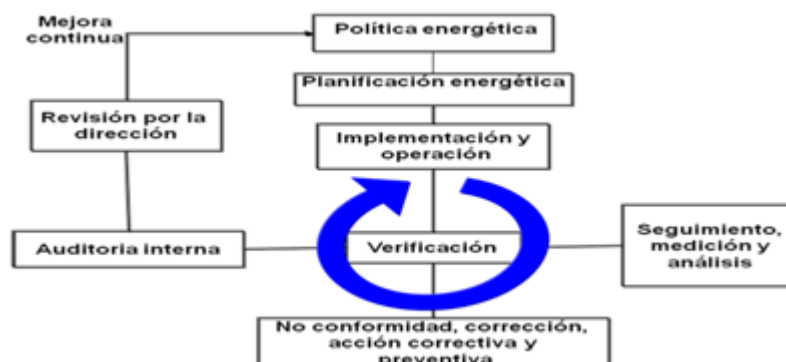 Mejora
continua
Política energética
Planificación energética
Revisión por la
dirección
Implementación y
operación
Auditoria interna
Verificación
Seguimiento,
medición y
análisis
No conformidad, corrección,
acción correctiva y
preventiva